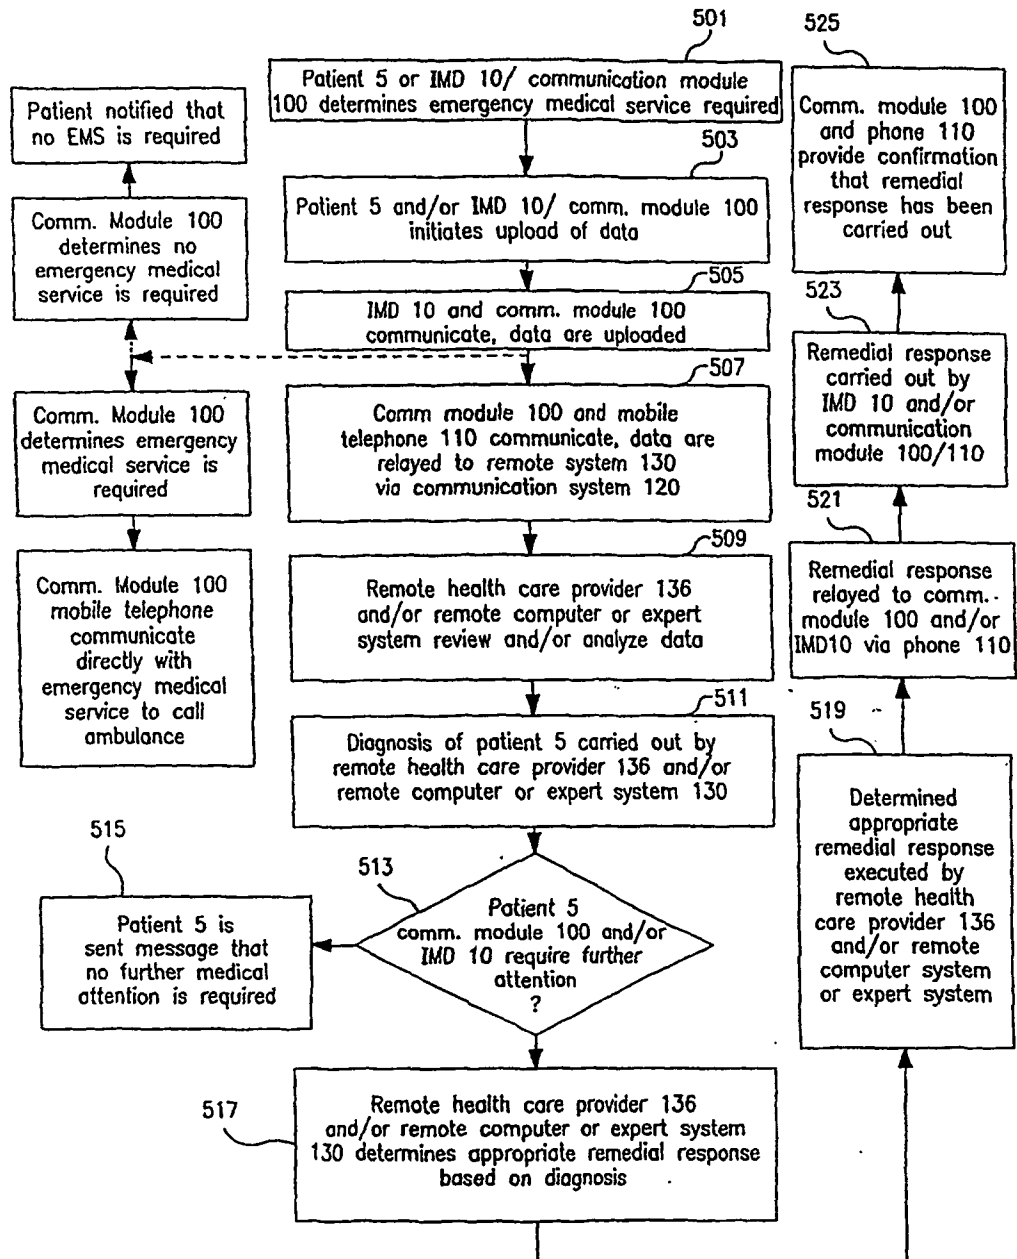 501
Patient 5 or IMD 10/ communication module
100 determines emergency medical service required
503
Patient 5 and/or IMD 10/ comm. module 100
initiates upload of data
505
IMD 10 and comm. module 100
communicate, data are uploaded
507
Comm module 100 and mobile
telephone 110 communicate, data are
relayed to remote system 130
via communication system 120
509
Remote health care provider 136
and/or remote computer or expert
system review and/or analyze data
511
Diagnosis of patient 5 carried out by
remote health care provider 136 and/or
remote computer or expert system 130
513
Patient 5
comm. module 100 and/or
IMD 10 require further
attention
?
515
Patient 5 is
sent message that
no further medical
attention is required
517
Remote health care provider 136
and/or remote computer or expert system
130 determines appropriate remedial response
based on diagnosis
519
Determined
appropriate
remedial response
executed by
remote health
care provider 136
and/or remote
computer system
or expert system
521
Remedial response
relayed to comm.
module 100 and/or
IMD10 via phone 110
523
Remedial response
carried out by
IMD 10 and/or
communication
module 100/110
525
Comm. module 100
and phone 110
provide confirmation
that remedial
response has been
carried out
Patient notified that
no EMS is required
Comm. Module 100
determines no
emergency medical
service is required
Comm. Module 100
determines emergency
medical service is
required
Comm. Module 100
mobile telephone
communicate
directly with
emergency medical
service to call
ambulance